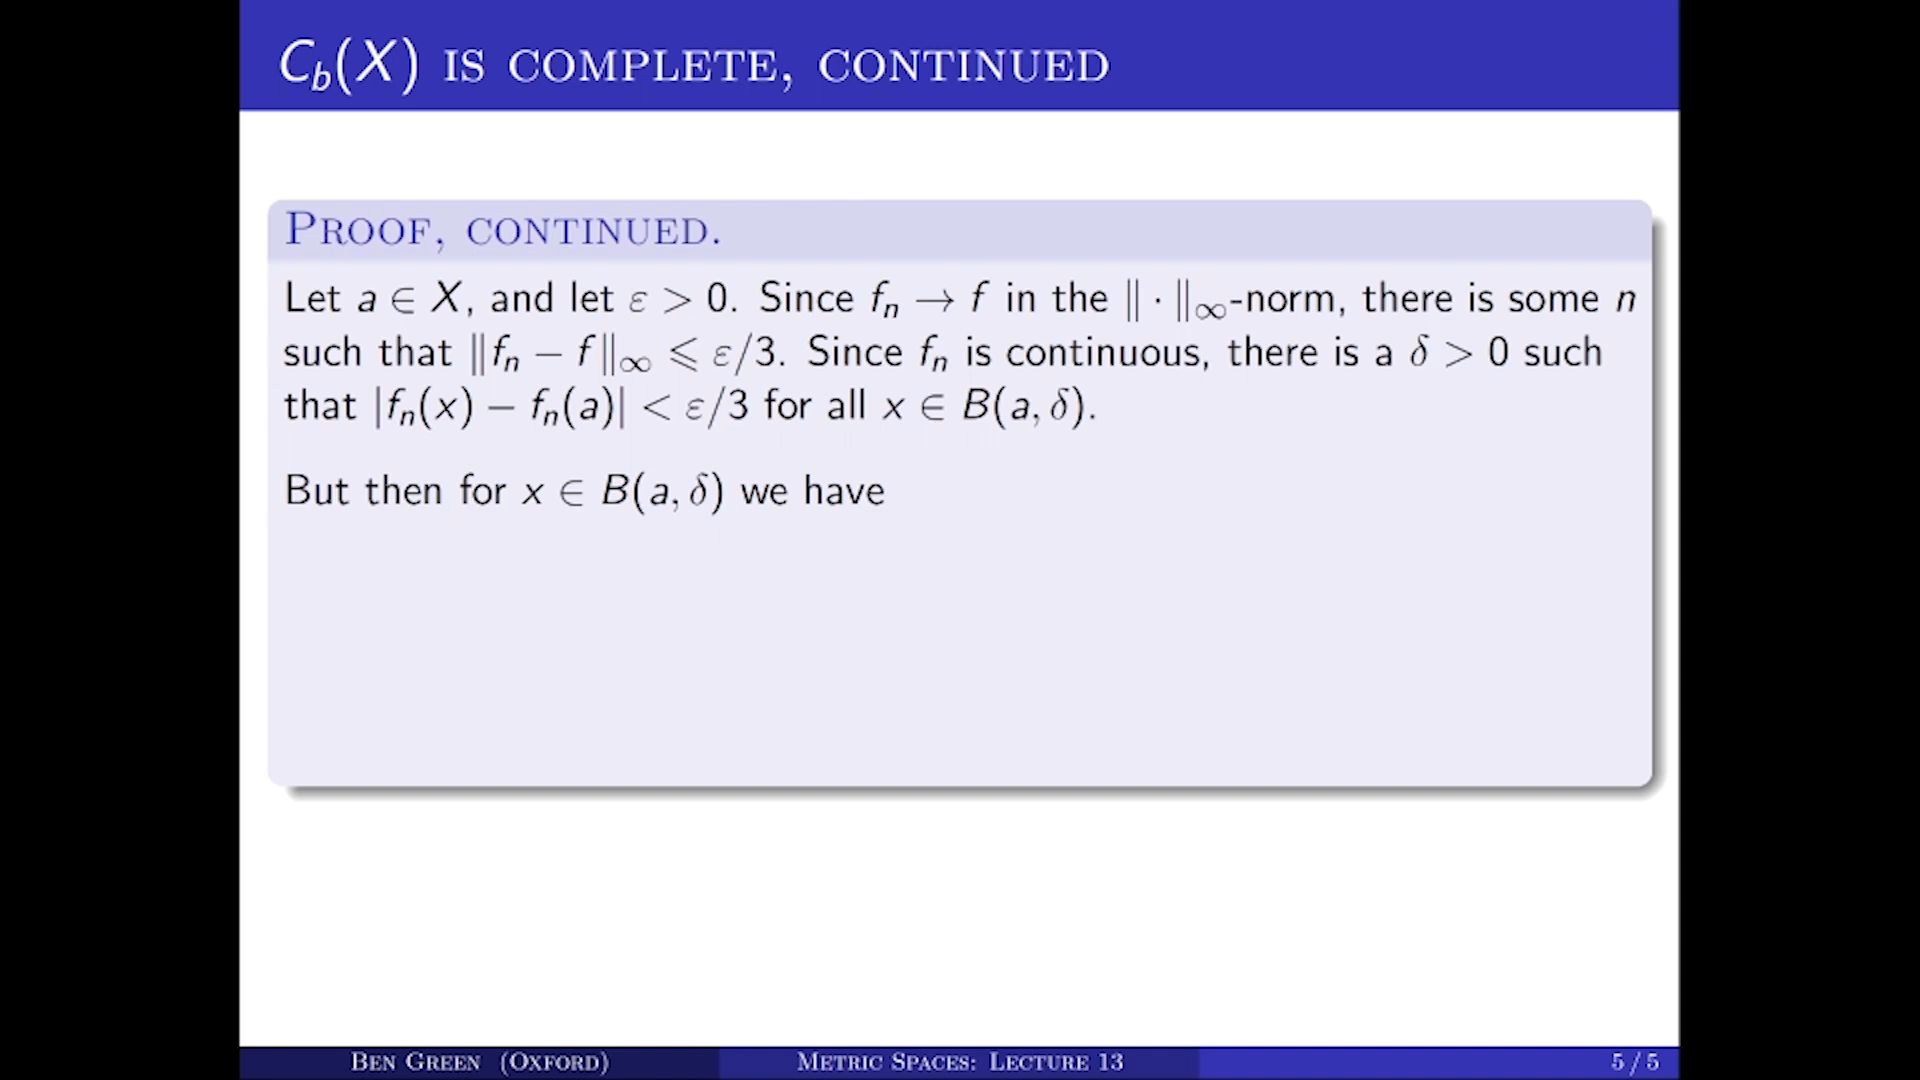 C_b(X) IS COMPLETE, CONTINUED
PROOF, CONTINUED.
Let a ∈ X, and let ε > 0. Since f_n → f in the ‖ · ‖_∞-norm, there is some n
such that ‖f_n − f‖_∞ ⩽ ε/3. Since f_n is continuous, there is a δ > 0 such
that |f_n(x) − f_n(a)| < ε/3 for all x ∈ B(a, δ).
But then for x ∈ B(a, δ) we have
BEN GREEN (OXFORD) METRIC SPACES: LECTURE 13 5 / 5